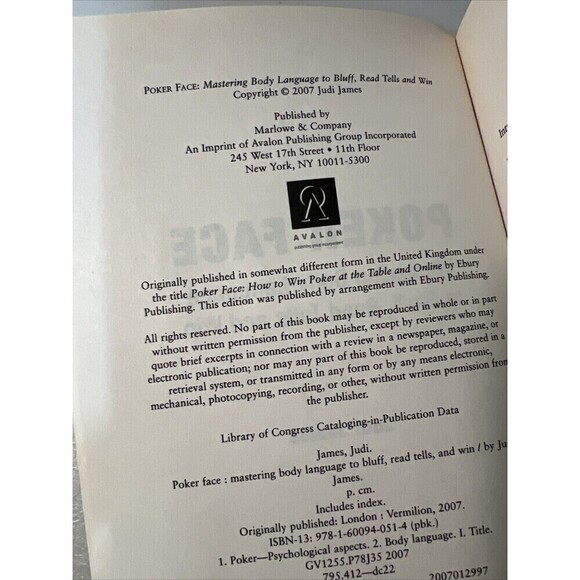 POKER FACE: Mastering Body Language to Bluff, Read Tells and Win
Copyright © 2007 Judi James
Published by
Marlowe & Company
An Imprint of Avalon Publishing Group Incorporated
245 West 17th Street • 11th Floor
New York, NY 10011-5300
AVALON
publishing group incorporated
Originally published in somewhat different form in the United Kingdom under
the title Poker Face: How to Win Poker at the Table and Online by Ebury
Publishing. This edition was published by arrangement with Ebury Publishing.
All rights reserved. No part of this book may be reproduced in whole or in part
without written permission from the publisher, except by reviewers who may
quote brief excerpts in connection with a review in a newspaper, magazine, or
electronic publication; nor may any part of this book be reproduced, stored in a
retrieval system, or transmitted in any form or by any means electronic,
mechanical, photocopying, recording, or other, without written permission from
the publisher.
Library of Congress Cataloging-in-Publication Data
James, Judi.
Poker face : mastering body language to bluff, read tells, and win / by Jud
James.
p. cm.
Includes index.
Originally published: London : Vermilion, 2007.
ISBN-13: 978-1-60094-051-4 (pbk.)
1. Poker—Psychological aspects. 2. Body language. I. Title.
GV1255.P78J35 2007
795.412—dc22
2007012997